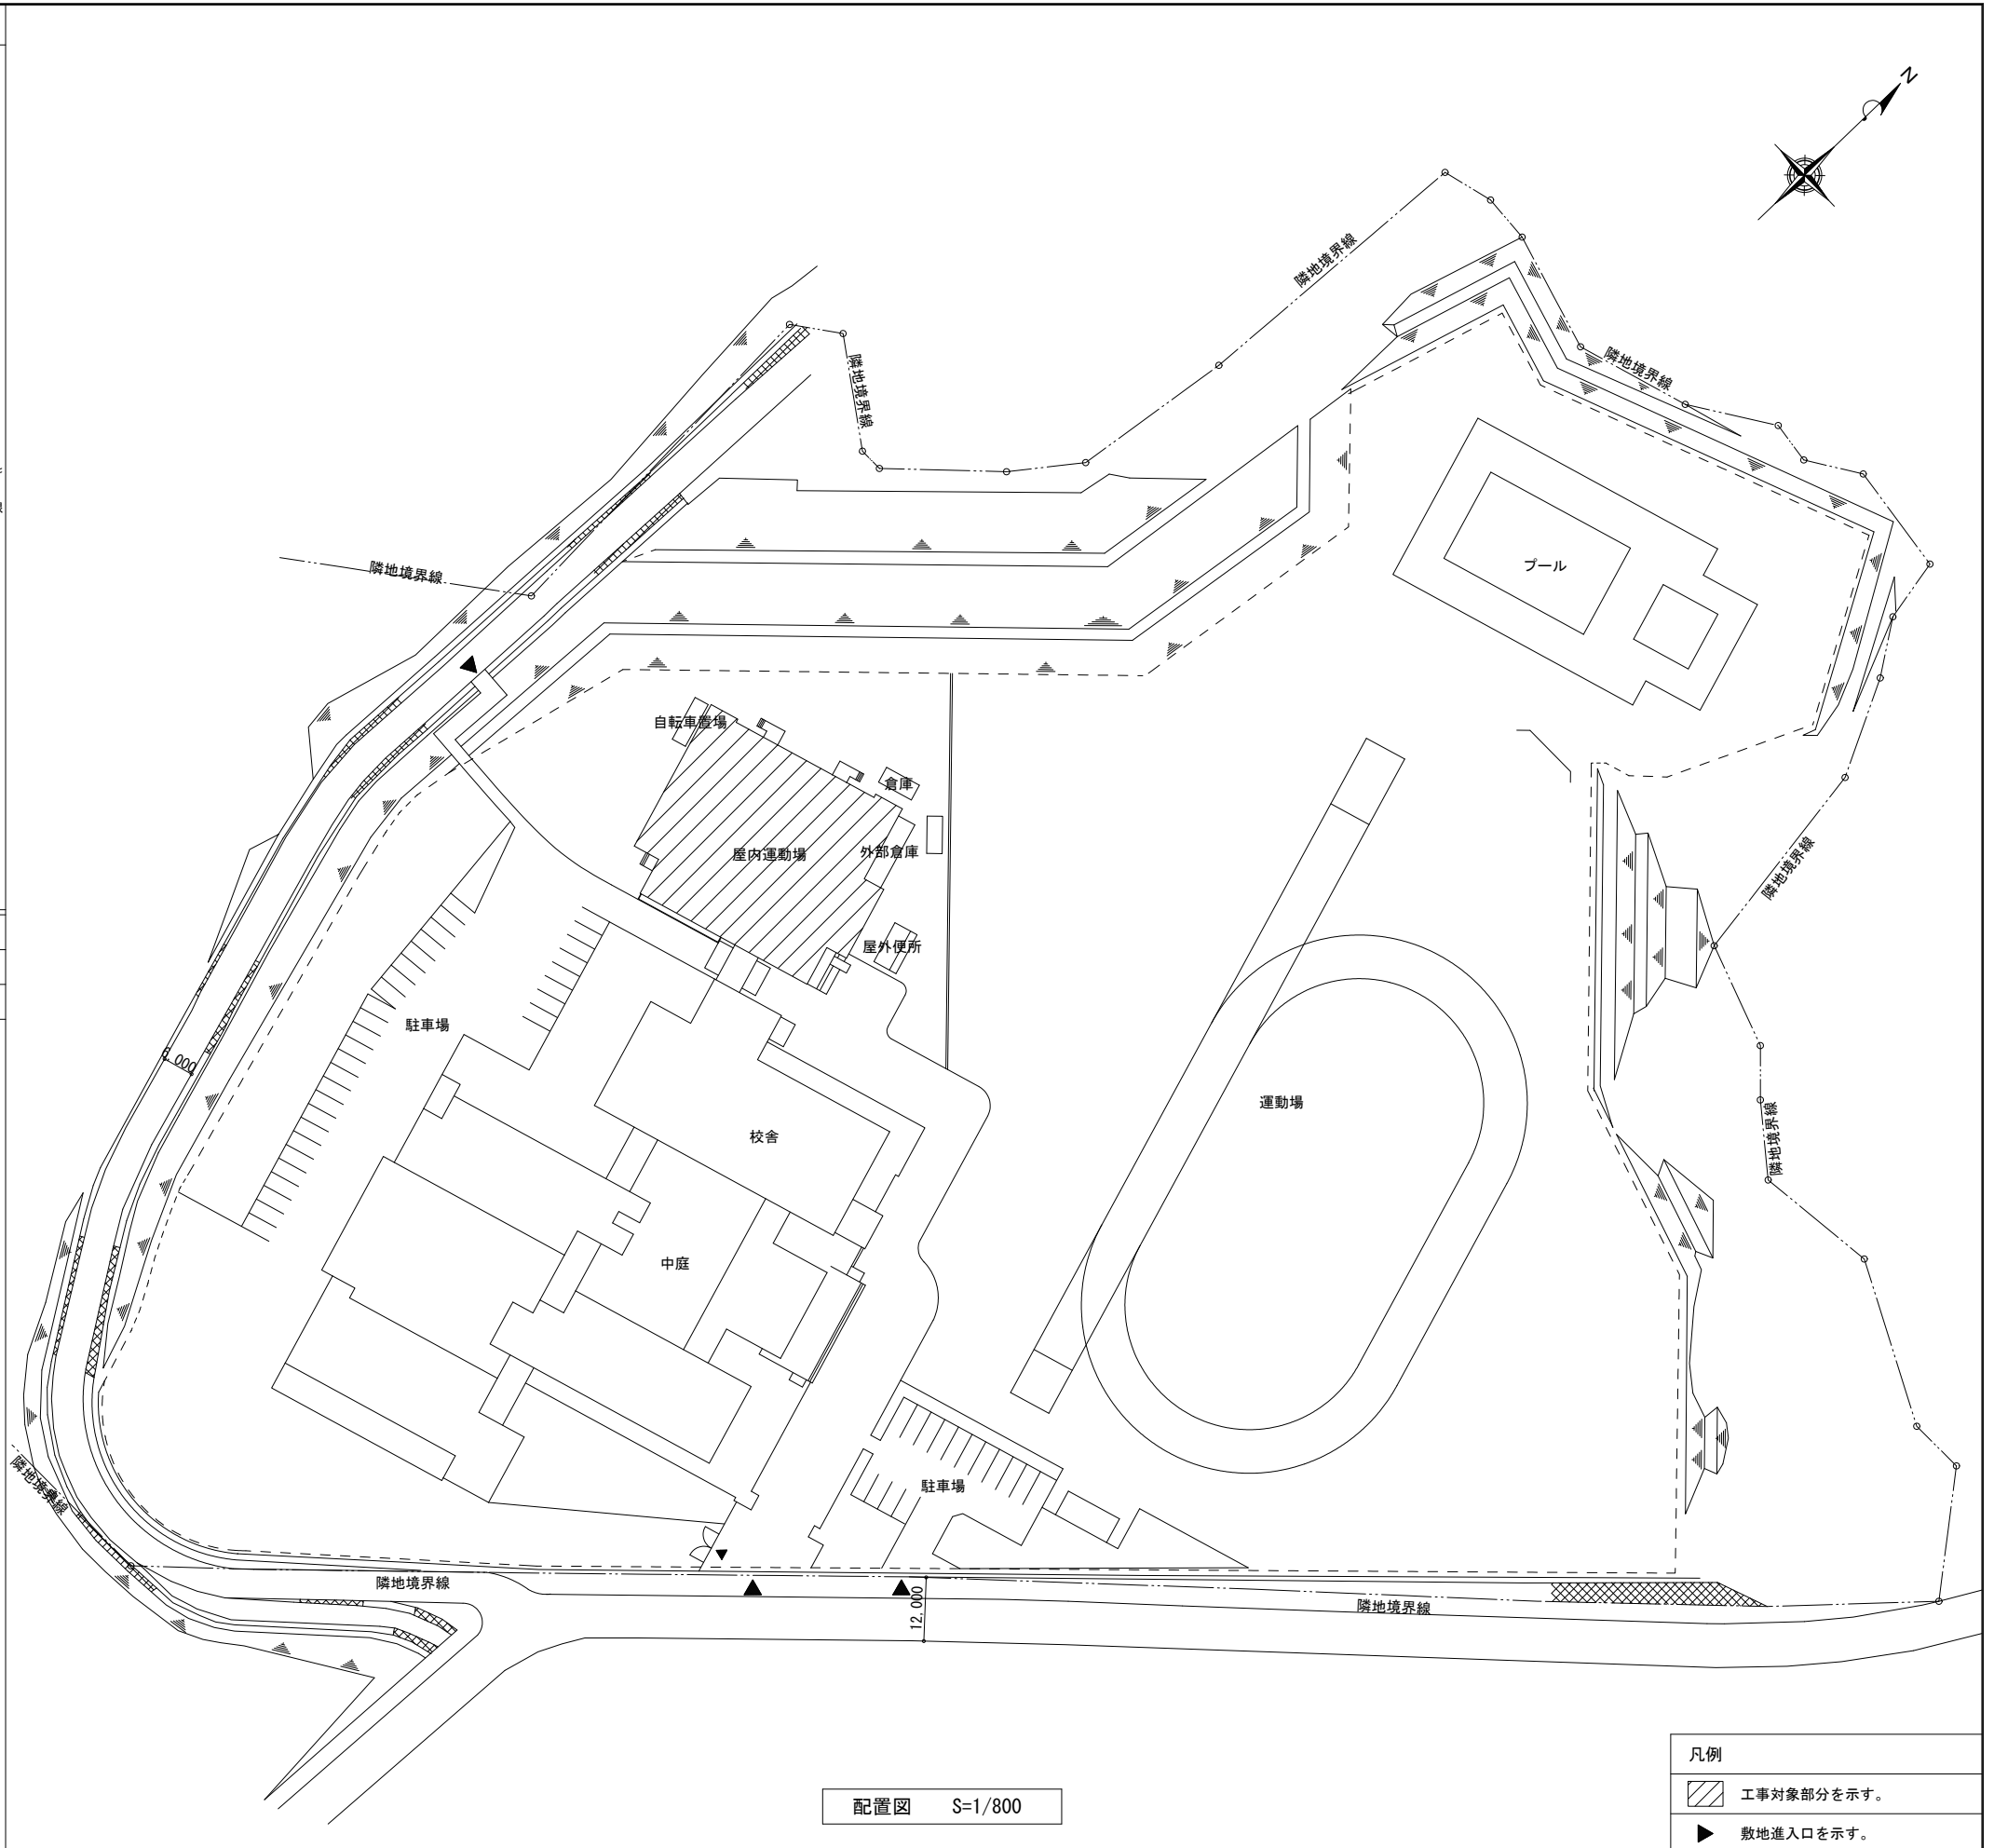 N
隣地境界線
隣地境界線
隣地境界線
隣地境界線
プール
自転車置場
倉庫
屋内運動場
外部倉庫
隣地境界線
屋外便所
駐車場
運動場
校舎
隣地境界線
中庭
隣地境界線
駐車場
隣地境界線
12,000
隣地境界線
配置図 S=1/800
凡例
工事対象部分を示す。
敷地進入口を示す。